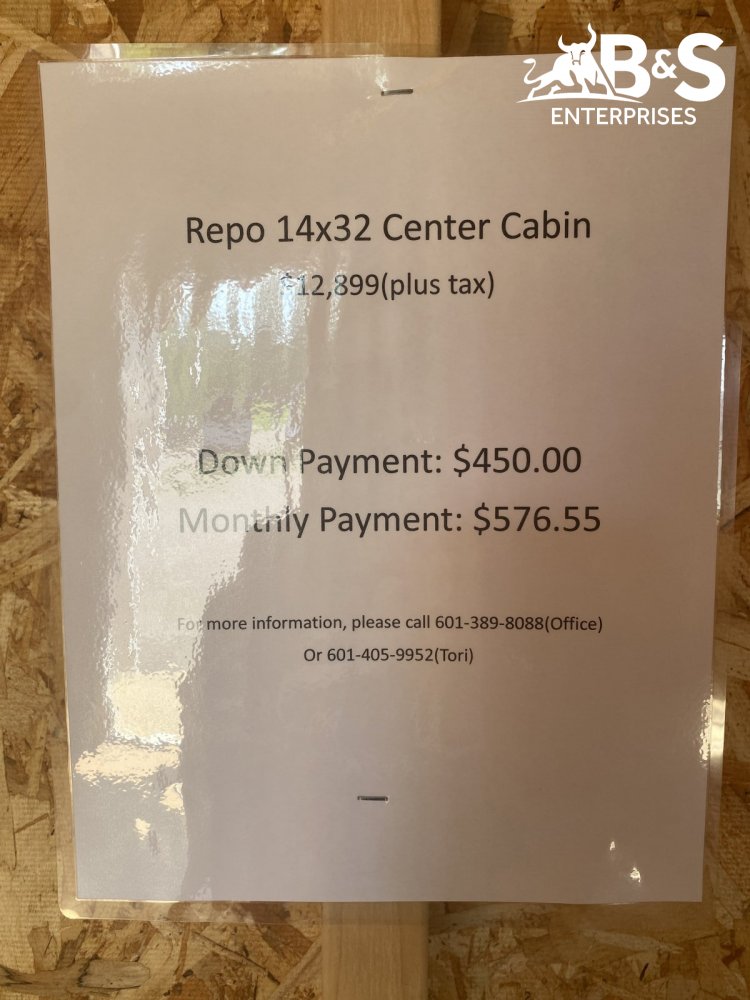 B&S
ENTERPRISES
Repo 14x32 Center Cabin
$12,899(plus tax)
Down Payment: $450.00
Monthly Payment: $576.55
For more information, please call 601-389-8088(Office)
Or 601-405-9952(Tori)